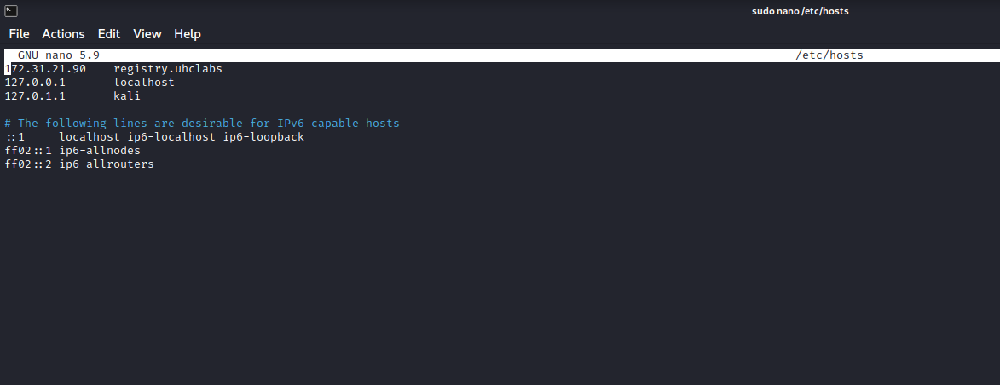 sudo nano /etc/hosts
File Actions Edit View Help
GNU nano 5.9 /etc/hosts
172.31.21.90 registry.uhclabs
127.0.0.1 localhost
127.0.1.1 kali
# The following lines are desirable for IPv6 capable hosts
::1 localhost ip6-localhost ip6-loopback
ff02::1 ip6-allnodes
ff02::2 ip6-allrouters